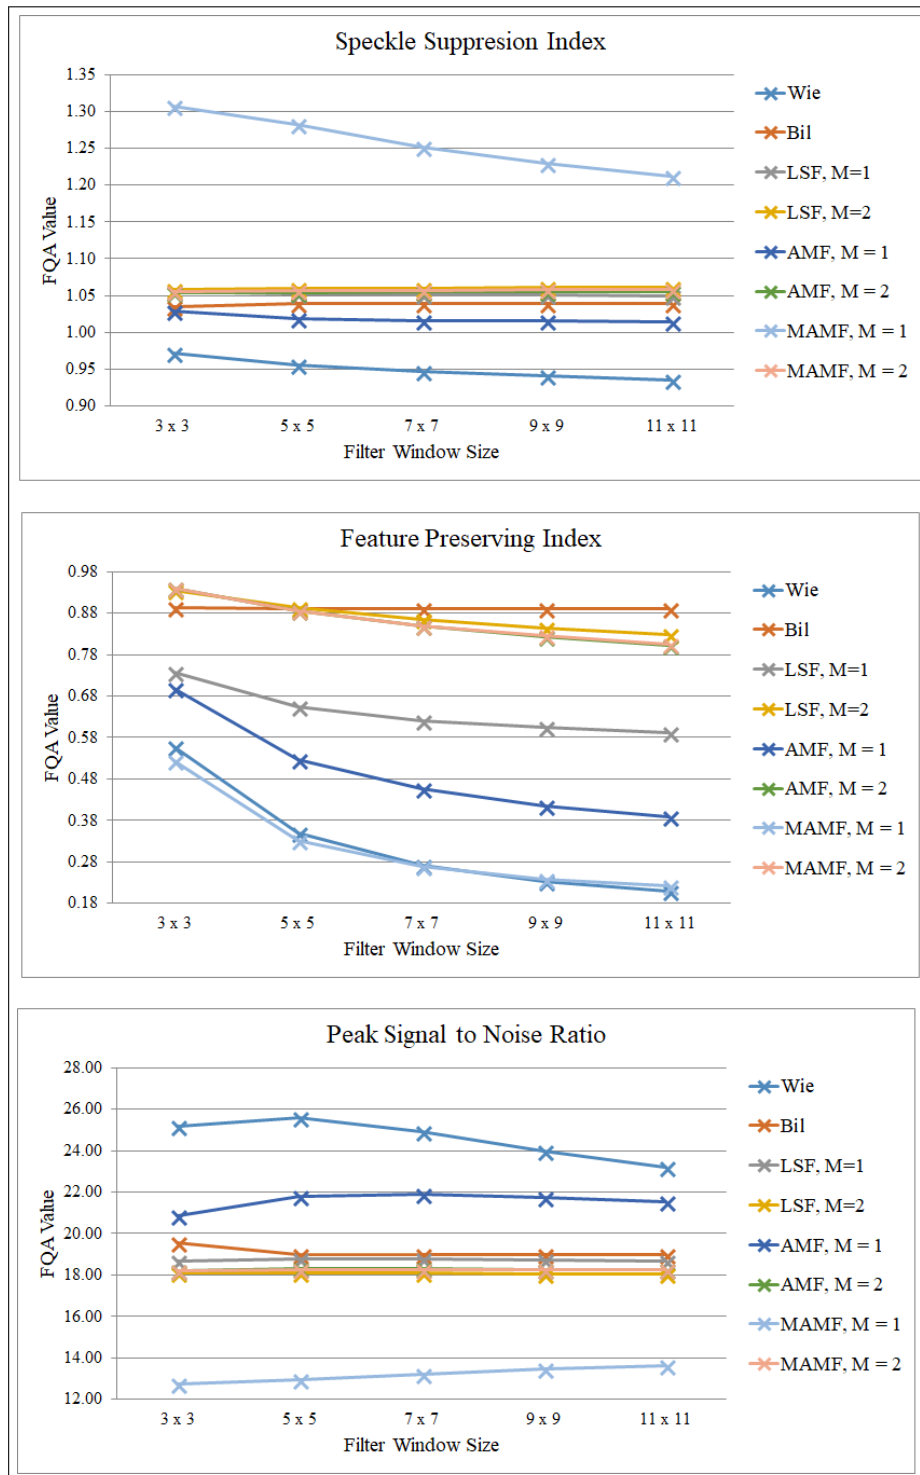 Speckle Suppresion Index
1.35
1.30
1.25
1.20
1.15
1.10
1.05
1.00
0.95
0.90
FQA Value
3 x 3 5 x 5 7 x 7 9 x 9 11 x 11
Filter Window Size
Wie
Bil
LSF, M=1
LSF, M=2
AMF, M = 1
AMF, M = 2
MAMF, M = 1
MAMF, M = 2
Feature Preserving Index
0.98
0.88
0.78
0.68
0.58
0.48
0.38
0.28
0.18
FQA Value
3 x 3 5 x 5 7 x 7 9 x 9 11 x 11
Filter Window Size
Wie
Bil
LSF, M=1
LSF, M=2
AMF, M = 1
AMF, M = 2
MAMF, M = 1
MAMF, M = 2
Peak Signal to Noise Ratio
28.00
26.00
24.00
22.00
20.00
18.00
16.00
14.00
12.00
FQA Value
3 x 3 5 x 5 7 x 7 9 x 9 11 x 11
Filter Window Size
Wie
Bil
LSF, M=1
LSF, M=2
AMF, M = 1
AMF, M = 2
MAMF, M = 1
MAMF, M = 2